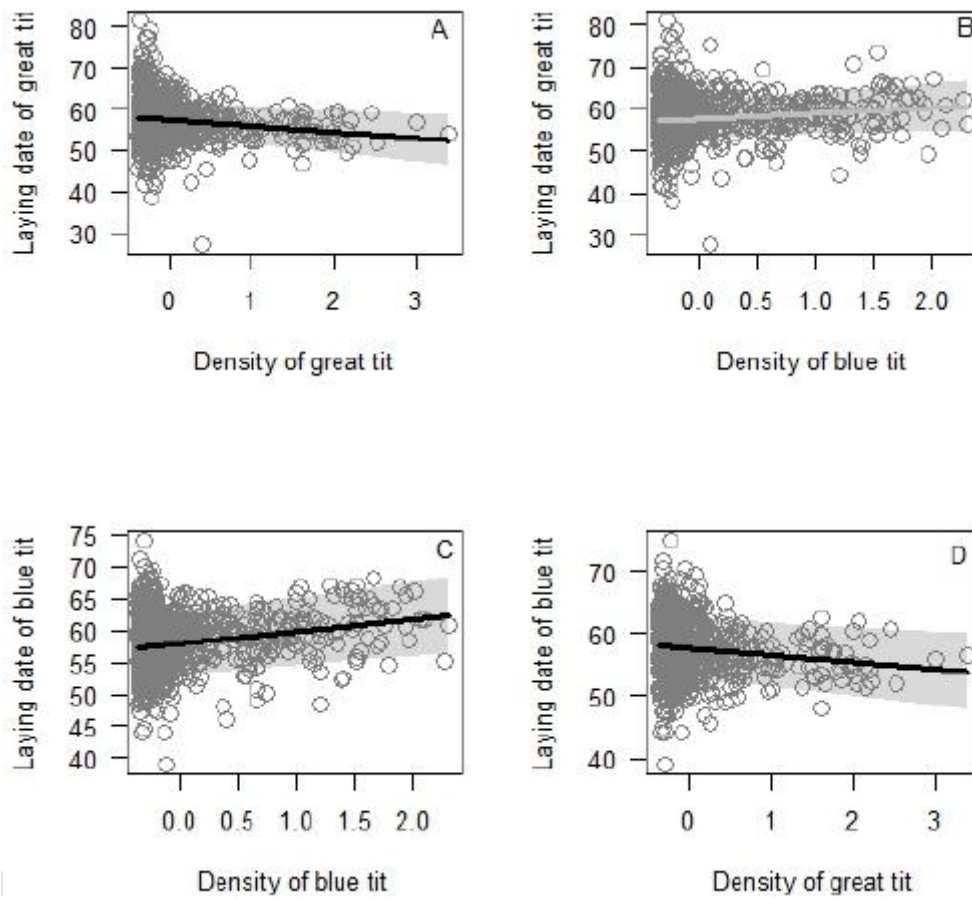 A
Laying date of great tit
80
70
60
50
40
30
0 1 2 3
Density of great tit
B
Laying date of great tit
80
70
60
50
40
30
0.0 0.5 1.0 1.5 2.0
Density of blue tit
C
Laying date of blue tit
75
70
65
60
55
50
45
40
0.0 0.5 1.0 1.5 2.0
Density of blue tit
D
Laying date of blue tit
70
60
50
40
0 1 2 3
Density of great tit